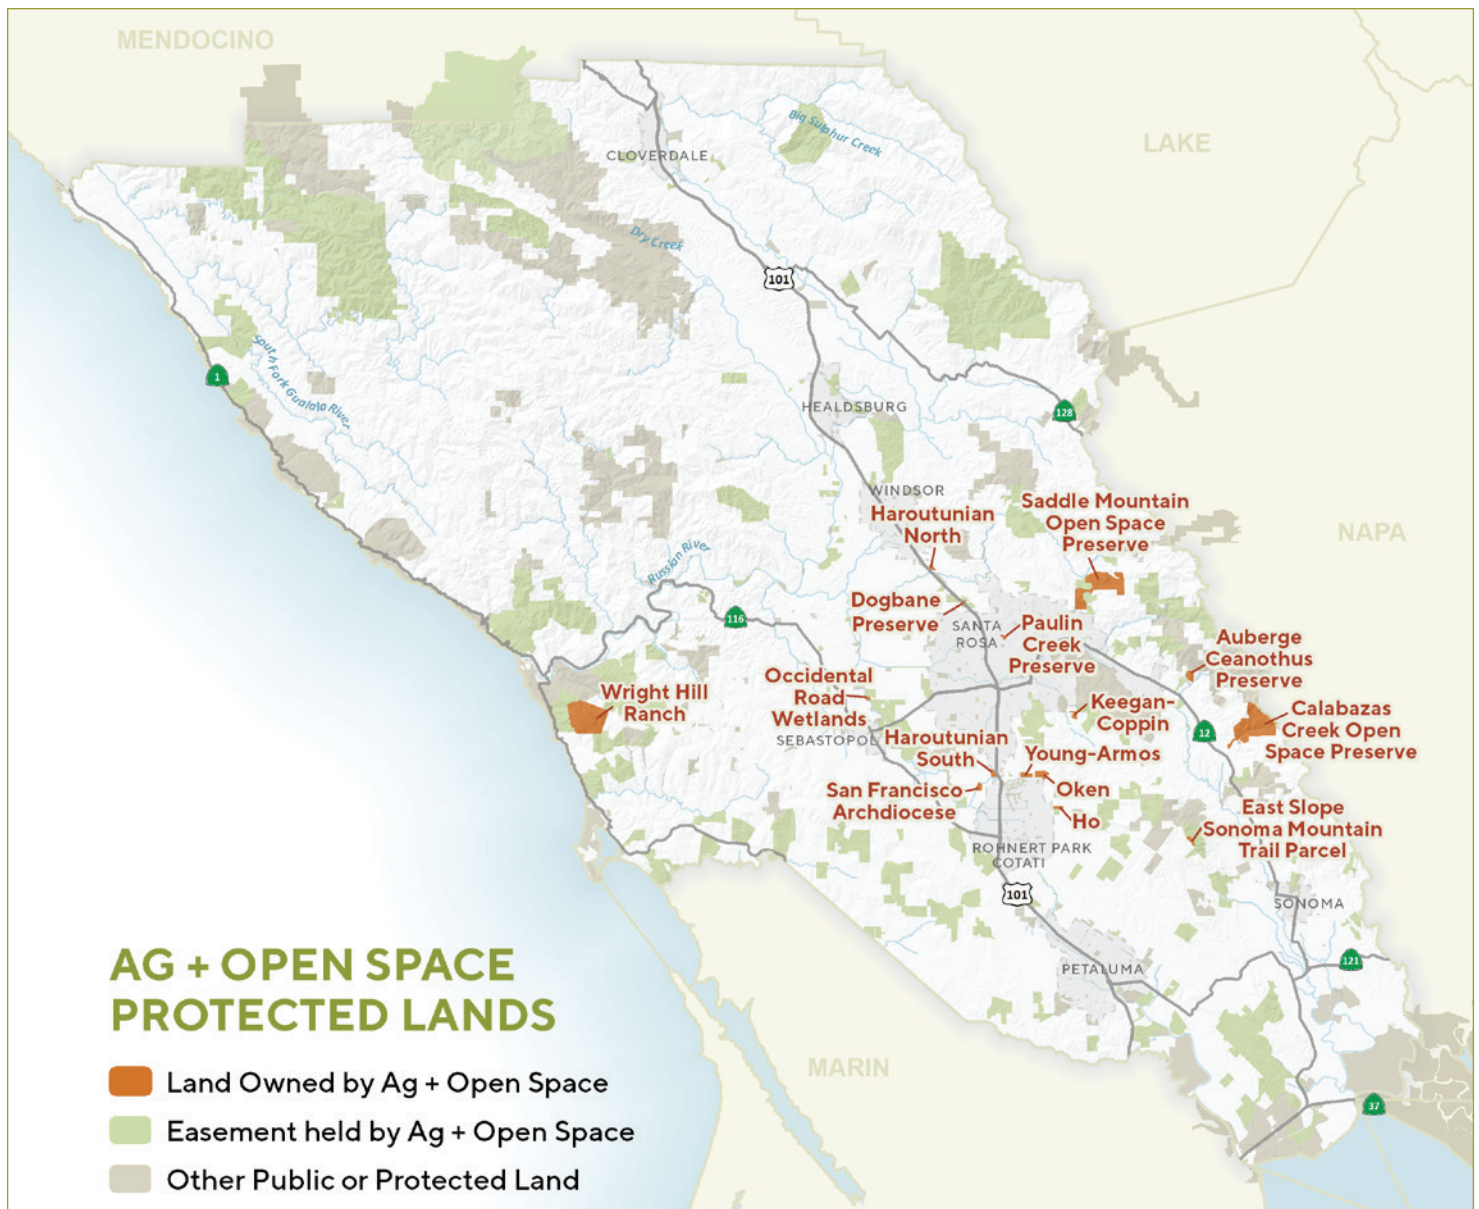 MENDOCINO
LAKE
Big Sulphur Creek
CLOVERDALE
Dry Creek
101
South Fork Gualala River
1
HEALDSBURG
128
WINDSOR
Haroutunian
North
Saddle Mountain
Open Space
Preserve
NAPA
Russian River
116
Dogbane
Preserve
SANTA
ROSA
Paulin
Creek
Preserve
Auberge
Ceanothus
Preserve
Occidental
Road
Wetlands
SEBASTOPOL
Wright Hill
Ranch
Keegan-
Coppin
Calabazas
Creek Open
Space Preserve
12
Haroutunian
South
Young-Armos
San Francisco
Archdiocese
Oken
Ho
East Slope
Sonoma Mountain
Trail Parcel
ROHNERT PARK
COTATI
101
SONOMA
PETALUMA
121
MARIN
37
AG + OPEN SPACE
PROTECTED LANDS
Land Owned by Ag + Open Space
Easement held by Ag + Open Space
Other Public or Protected Land